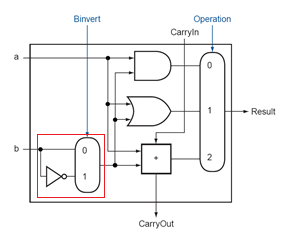 Binvert
Operation
CarryIn
a
0
1
Result
b
0
1
+
2
CarryOut